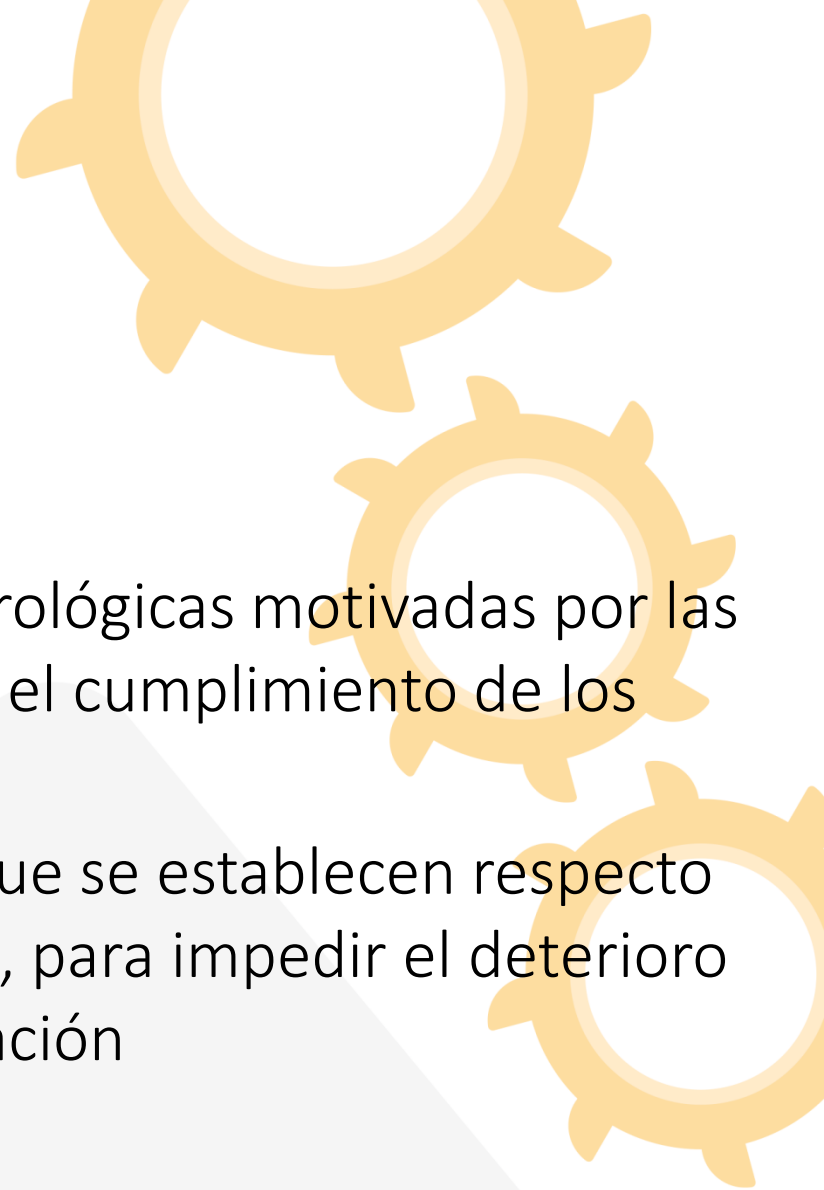 rológicas motivadas por las
el cumplimiento de los
ue se establecen respecto
, para impedir el deterioro
ación